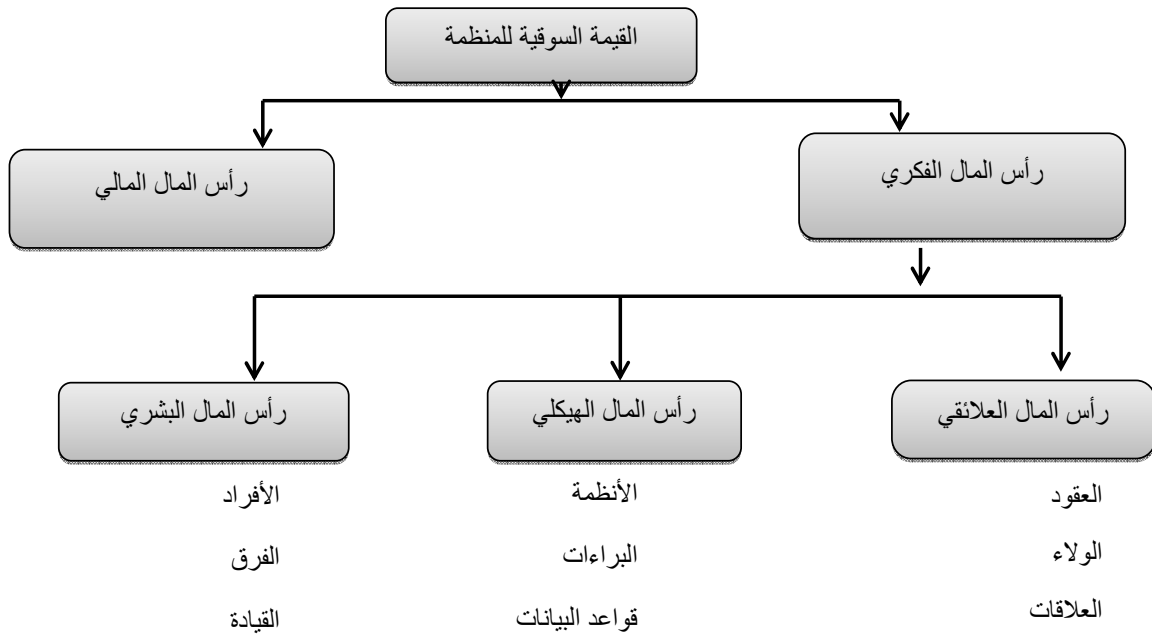 القيمة السوقية للمنظمة
رأس المال الفكري
رأس المال المالي
رأس المال العلائقي
رأس المال الهيكلي
رأس المال البشري
العقود
الأنظمة
الأفراد
الولاء
البراءات
الفرق
العلاقات
قواعد البيانات
القيادة